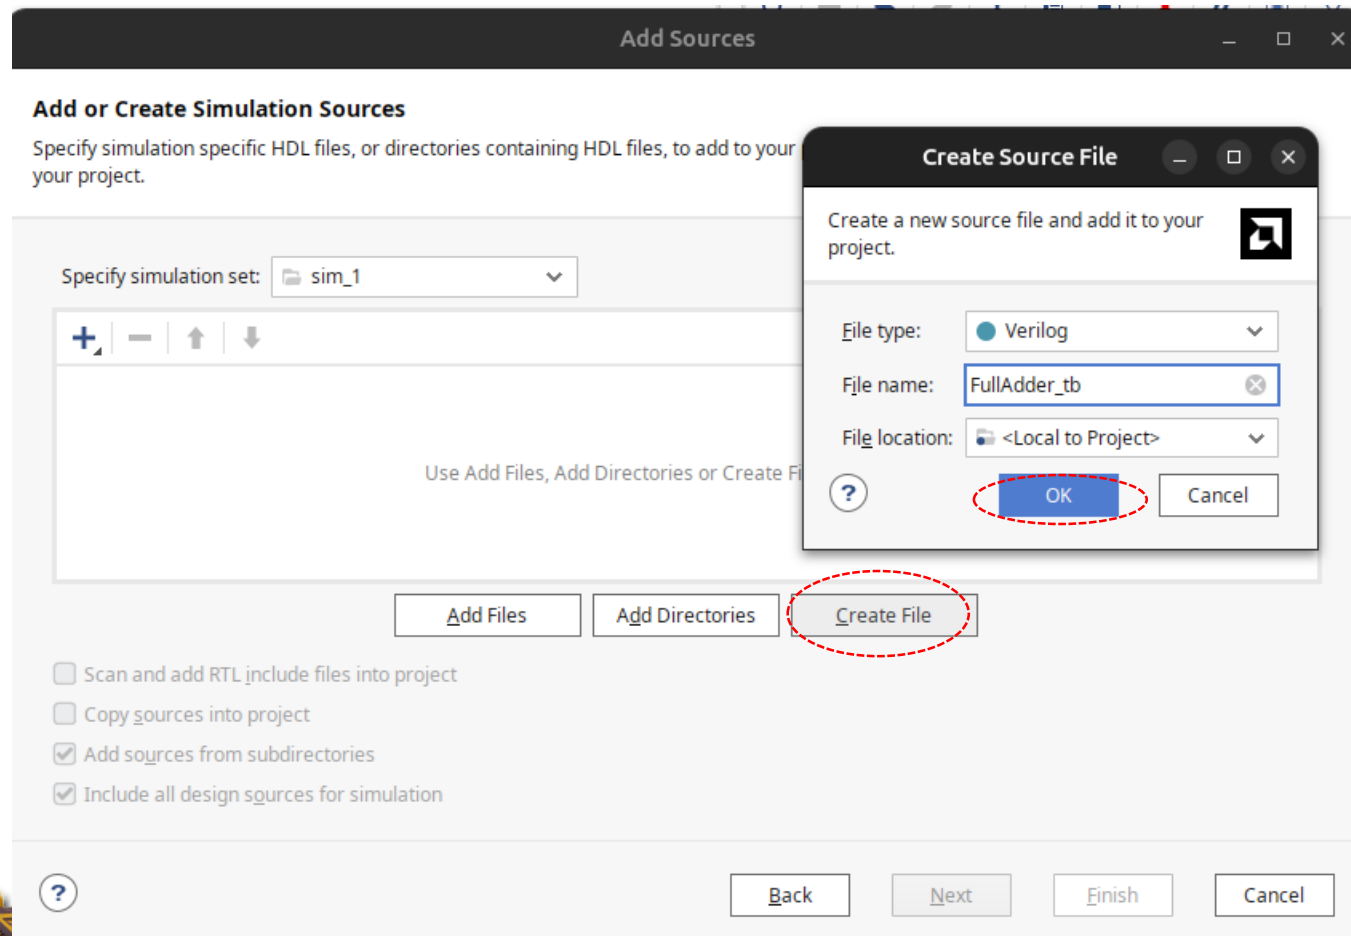 Add Sources
Add or Create Simulation Sources
Specify simulation specific HDL files, or directories containing HDL files, to add to your
your project.
Create Source File
Create a new source file and add it to your
project.
File type: Verilog
File name: FullAdder_tb
File location: <Local to Project>
? OK Cancel
Specify simulation set: sim_1
Use Add Files, Add Directories or Create Fi
Add Files Add Directories Create File
Scan and add RTL include files into project
Copy sources into project
Add sources from subdirectories
Include all design sources for simulation
? Back Next Finish Cancel